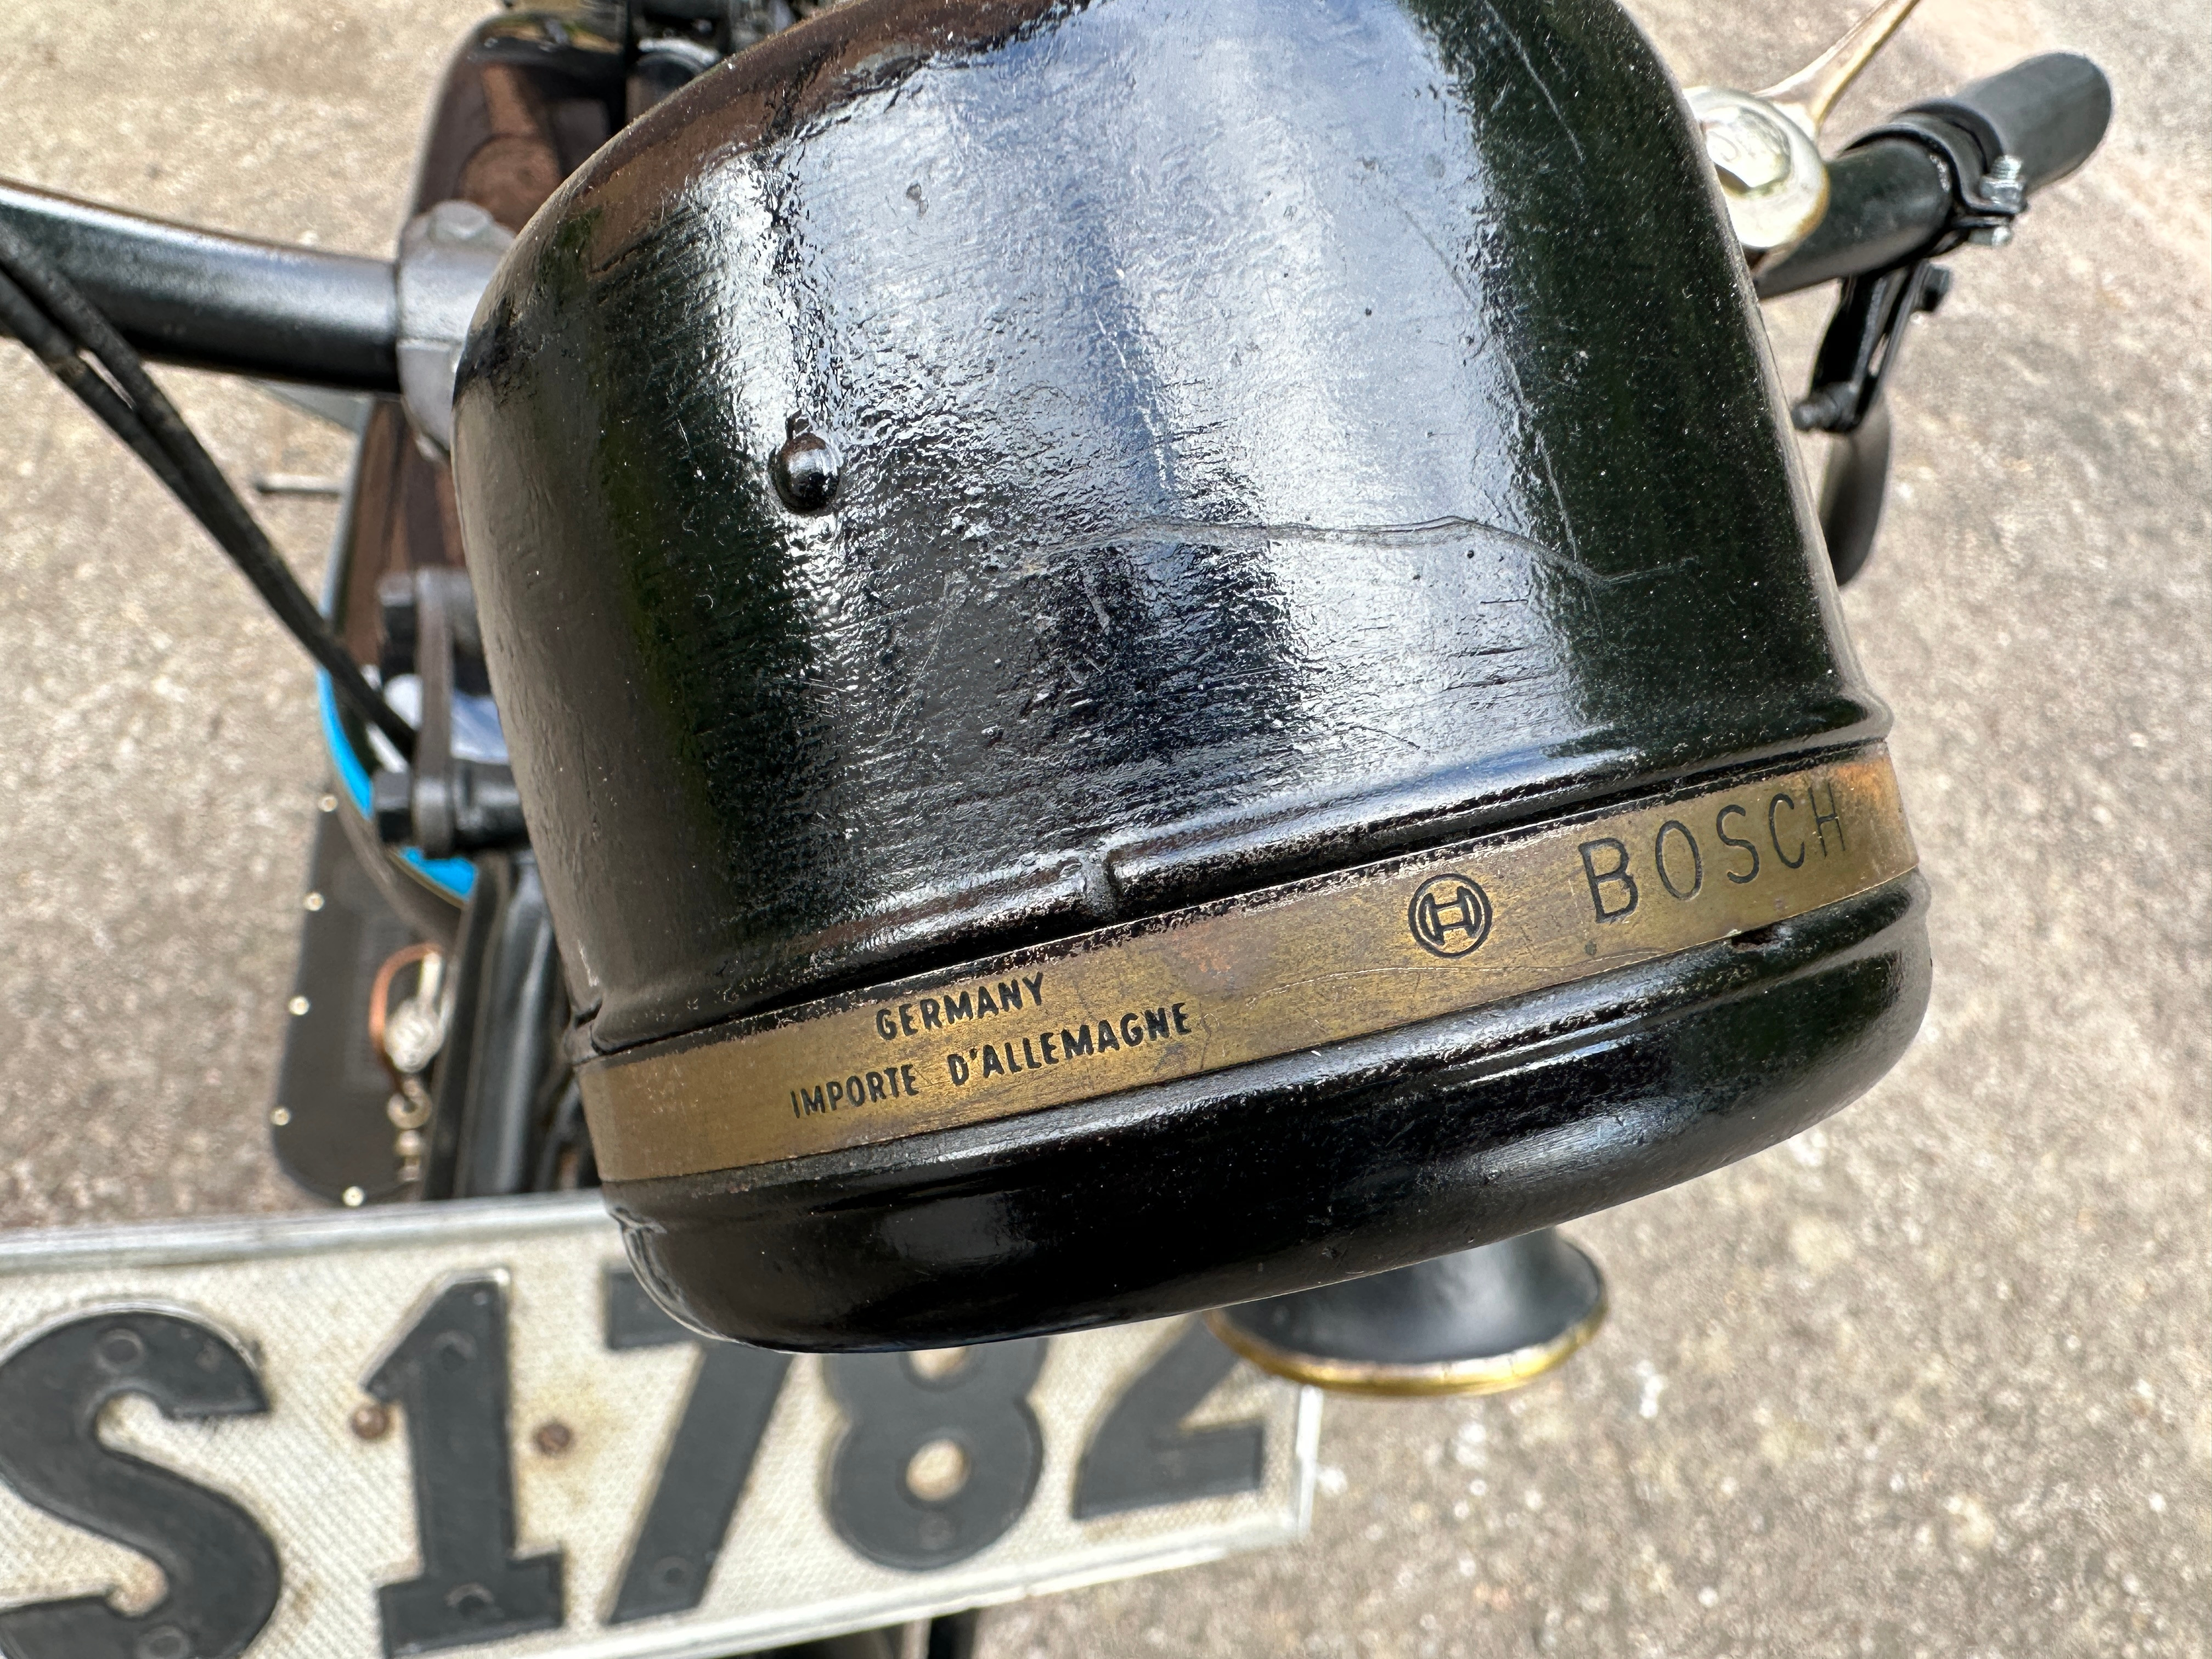 BOSCH
GERMANY
IMPORTE D'ALLEMAGNE
S1782